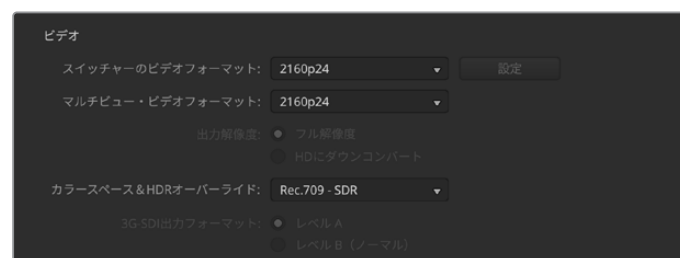 ビデオ
スイッチャーのビデオフォーマット: 2160p24 設定
マルチビュー・ビデオフォーマット: 2160p24
出力解像度: フル解像度
HDにダウンコンバート
カラースペース&HDRオーバーライド: Rec.709 - SDR
3G-SDI出力フォーマット: レベル A
レベル B（ノーマル）